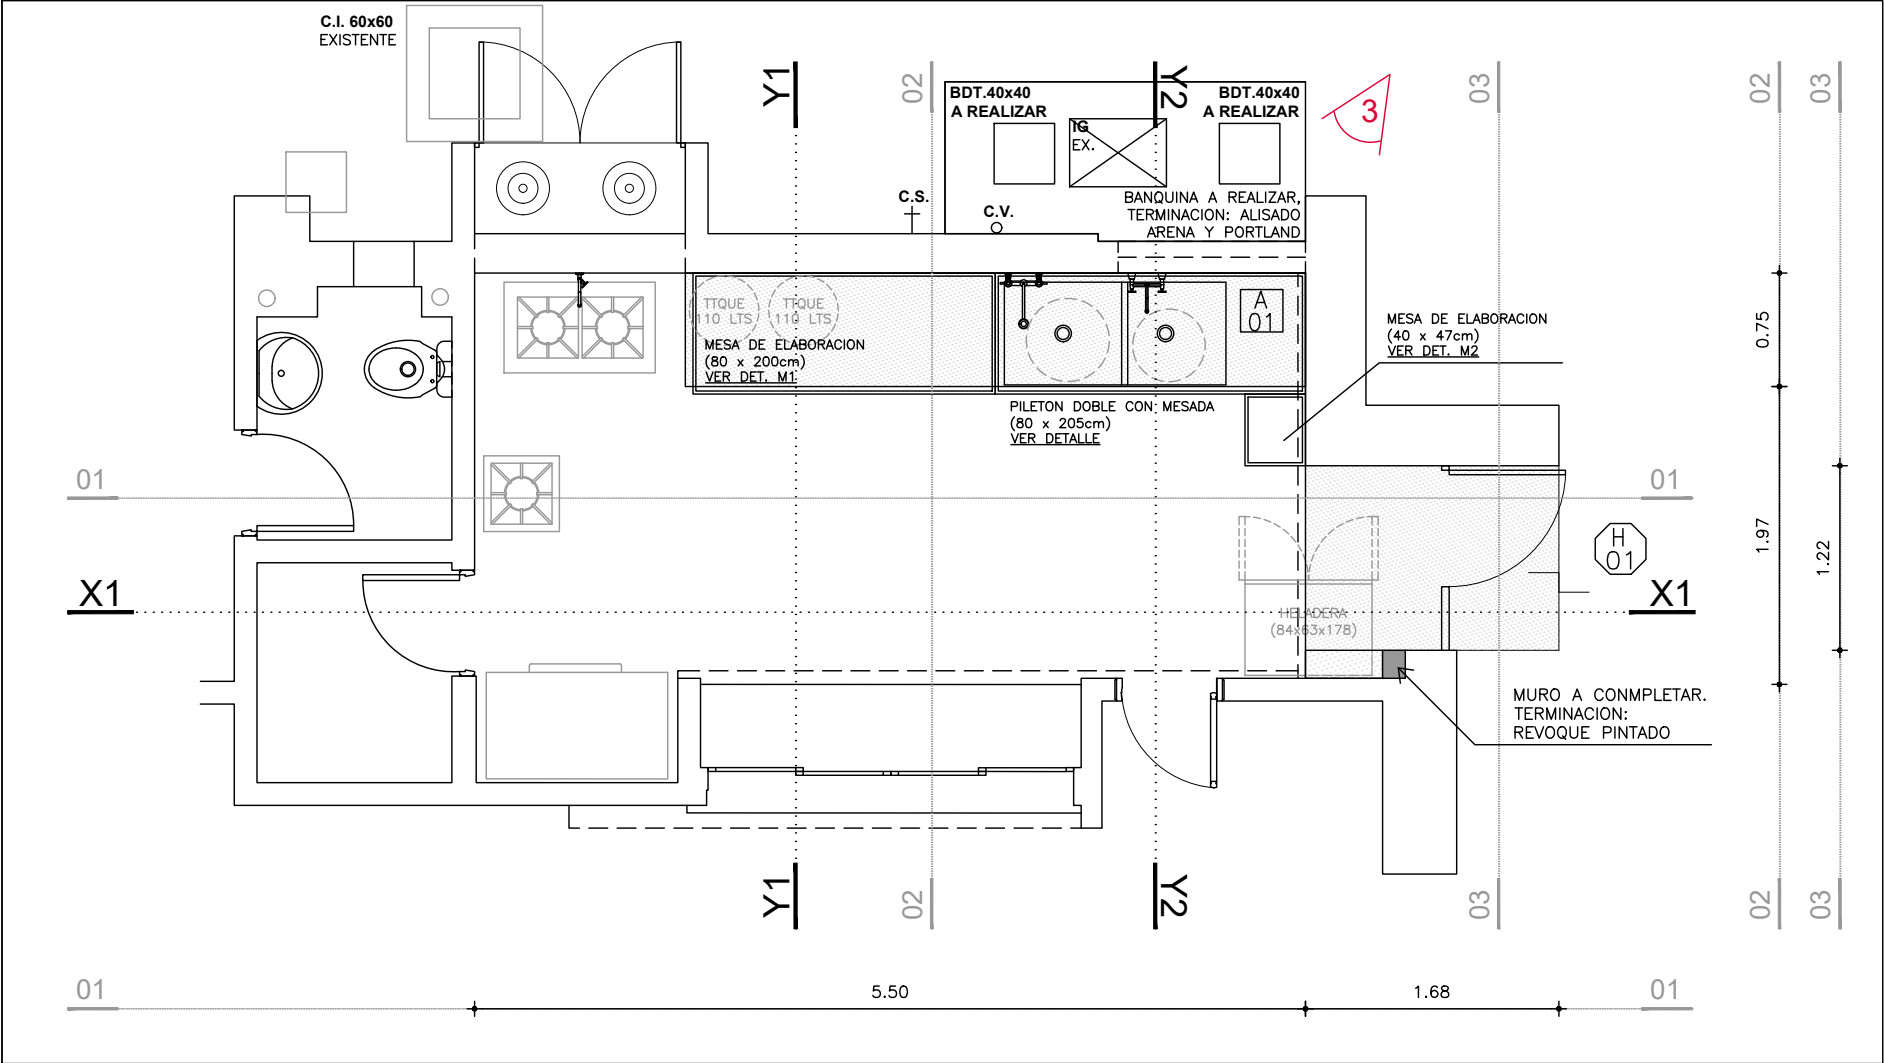 C.I. 60x60
EXISTENTE
Y1
02
Y2
03
02
03
BDT.40x40
A REALIZAR
BDT.40x40
A REALIZAR
IG
EX.
3
C.S.
C.V.
BANQUINA A REALIZAR,
TERMINACION: ALISADO
ARENA Y PORTLAND
TTQUE
110 LTS
TTQUE
110 LTS
A
01
MESA DE ELABORACION
(80 x 200cm)
VER DET. M1
MESA DE ELABORACION
(40 x 47cm)
VER DET. M2
0.75
PILETON DOBLE CON MESADA
(80 x 205cm)
VER DETALLE
01
01
H
01
1.97
1.22
X1
X1
HELADERA
(84x63x178)
MURO A CONMPLETAR.
TERMINACION:
REVOQUE PINTADO
Y1
02
Y2
03
02
03
01
5.50
1.68
01